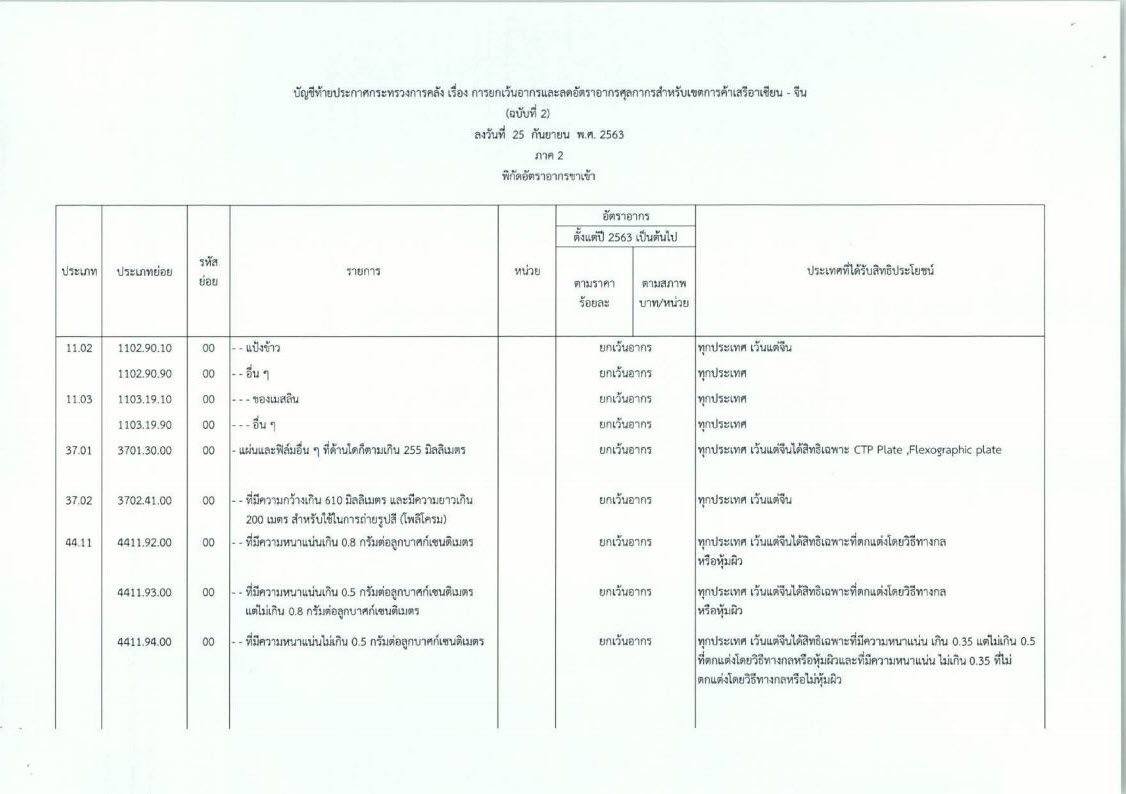 บัญชีท้ายประกาศกระทรวงการคลัง เรื่อง การยกเว้นอากรและลดอัตราอากรศุลกากรสำหรับเขตการค้าเสรีอาเซียน - จีน
(ฉบับที่ 2)
ลงวันที่ 25 กันยายน พ.ศ. 2563
ภาค 2
พิกัดอัตราอากรขาเข้า
ประเภท ประเภทย่อย รหัสย่อย รายการ หน่วย อัตราอากร ประเทศที่ได้รับสิทธิประโยชน์
ตั้งแต่ปี 2563 เป็นต้นไป
ตามราคา ตามสภาพ
ร้อยละ บาท/หน่วย
11.02 1102.90.10 00 - - แป้งข้าว ยกเว้นอากร ทุกประเทศ เว้นแต่จีน
1102.90.90 00 - - อื่น ๆ ยกเว้นอากร ทุกประเทศ
11.03 1103.19.10 00 - - - ของเมสลิน ยกเว้นอากร ทุกประเทศ
1103.19.90 00 - - - อื่น ๆ ยกเว้นอากร ทุกประเทศ
37.01 3701.30.00 00 - แผ่นและฟิล์มอื่น ๆ ที่ด้านใดก็ตามเกิน 255 มิลลิเมตร ยกเว้นอากร ทุกประเทศ เว้นแต่จีนได้สิทธิเฉพาะ CTP Plate ,Flexographic plate
37.02 3702.41.00 00 - - ที่มีความกว้างเกิน 610 มิลลิเมตร และมีความยาวเกิน ยกเว้นอากร ทุกประเทศ เว้นแต่จีน
200 เมตร สำหรับใช้ในการถ่ายรูปสี (โพลิโครม)
44.11 4411.92.00 00 - - ที่มีความหนาแน่นเกิน 0.8 กรัมต่อลูกบาศก์เซนติเมตร ยกเว้นอากร ทุกประเทศ เว้นแต่จีนได้สิทธิเฉพาะที่ตกแต่งโดยวิธีทางกล
หรือหุ้มผิว
4411.93.00 00 - - ที่มีความหนาแน่นเกิน 0.5 กรัมต่อลูกบาศก์เซนติเมตร ยกเว้นอากร ทุกประเทศ เว้นแต่จีนได้สิทธิเฉพาะที่ตกแต่งโดยวิธีทางกล
แต่ไม่เกิน 0.8 กรัมต่อลูกบาศก์เซนติเมตร หรือหุ้มผิว
4411.94.00 00 - - ที่มีความหนาแน่นไม่เกิน 0.5 กรัมต่อลูกบาศก์เซนติเมตร ยกเว้นอากร ทุกประเทศ เว้นแต่จีนได้สิทธิเฉพาะที่มีความหนาแน่น เกิน 0.35 แต่ไม่เกิน 0.5
ที่ตกแต่งโดยวิธีทางกลหรือหุ้มผิวและที่มีความหนาแน่น ไม่เกิน 0.35 ที่ไม่
ตกแต่งโดยวิธีทางกลหรือไม่หุ้มผิว